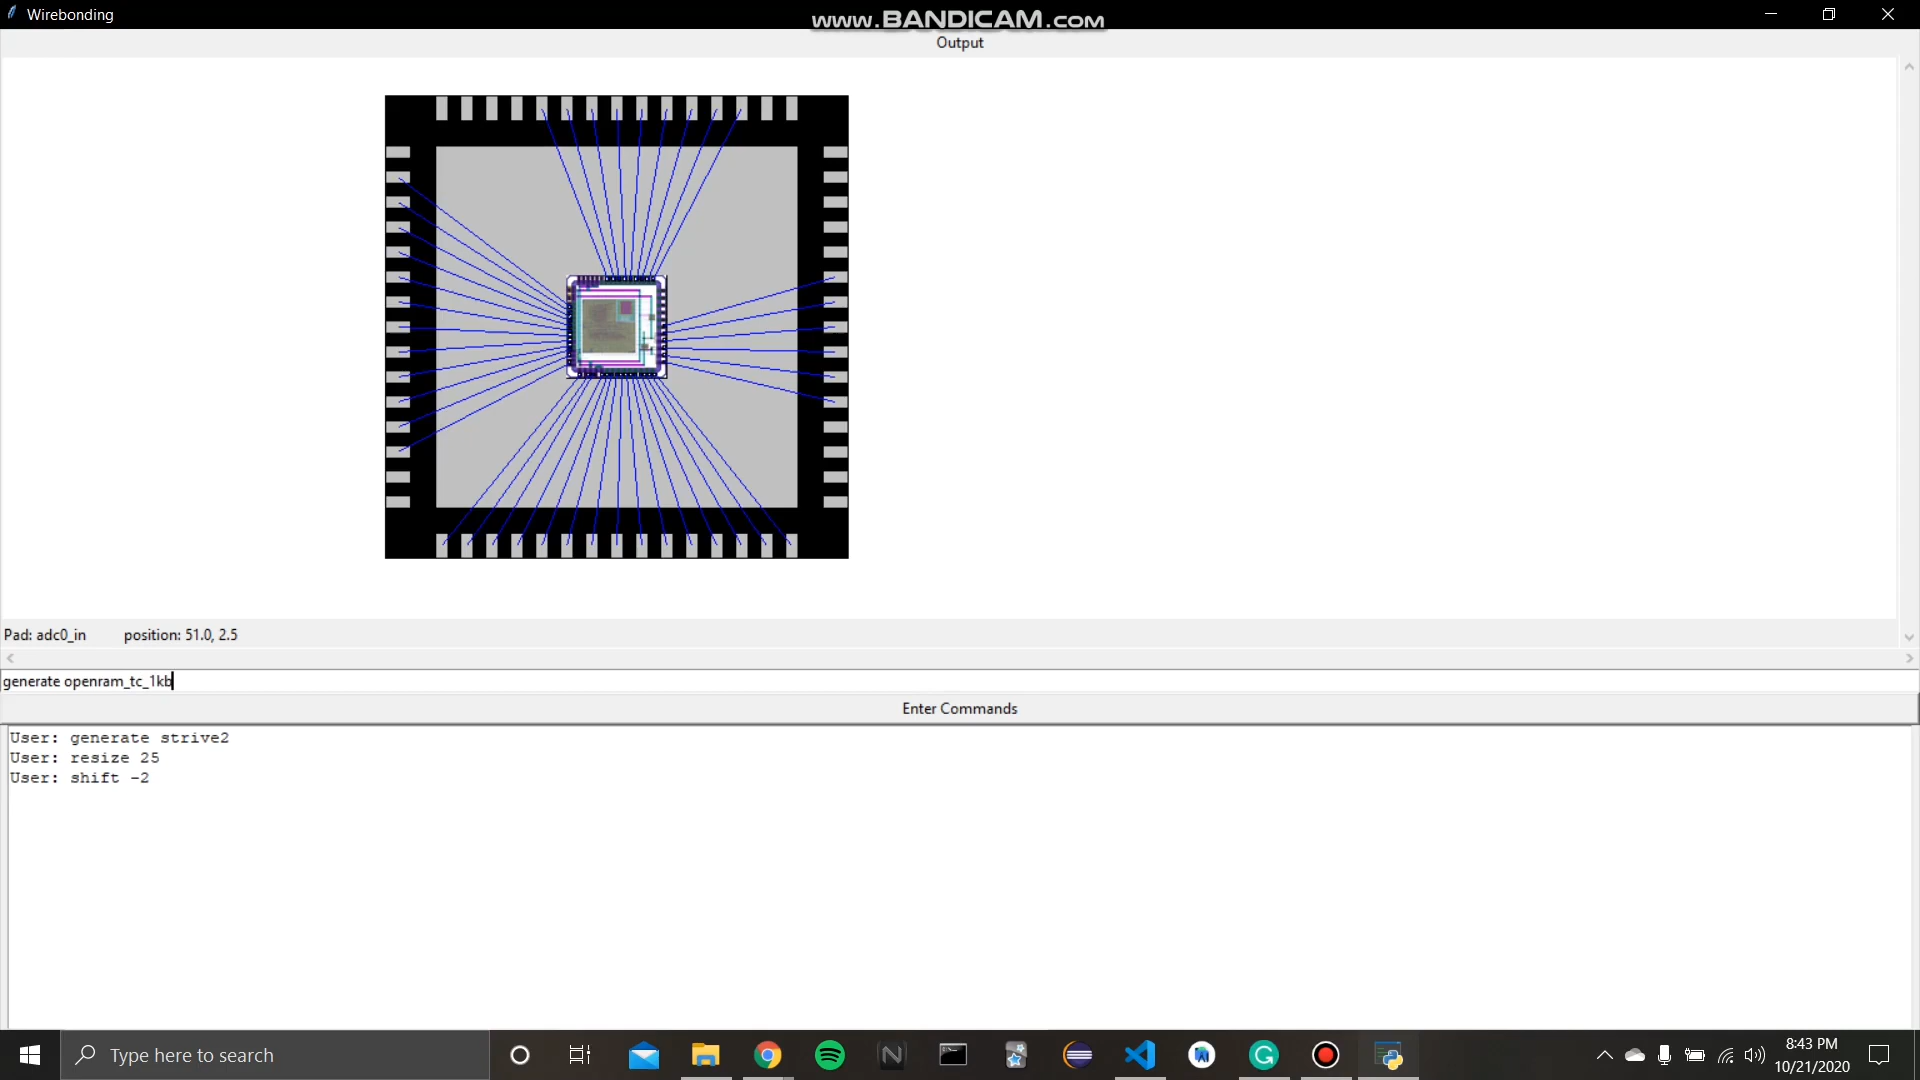 Wirebonding
www.BANDICAM.com
Output
Pad: adc0_in position: 51.0, 2.5
generate openram_tc_1kb
Enter Commands
User: generate strive2
User: resize 25
User: shift -2
Type here to search
8:43 PM
10/21/2020